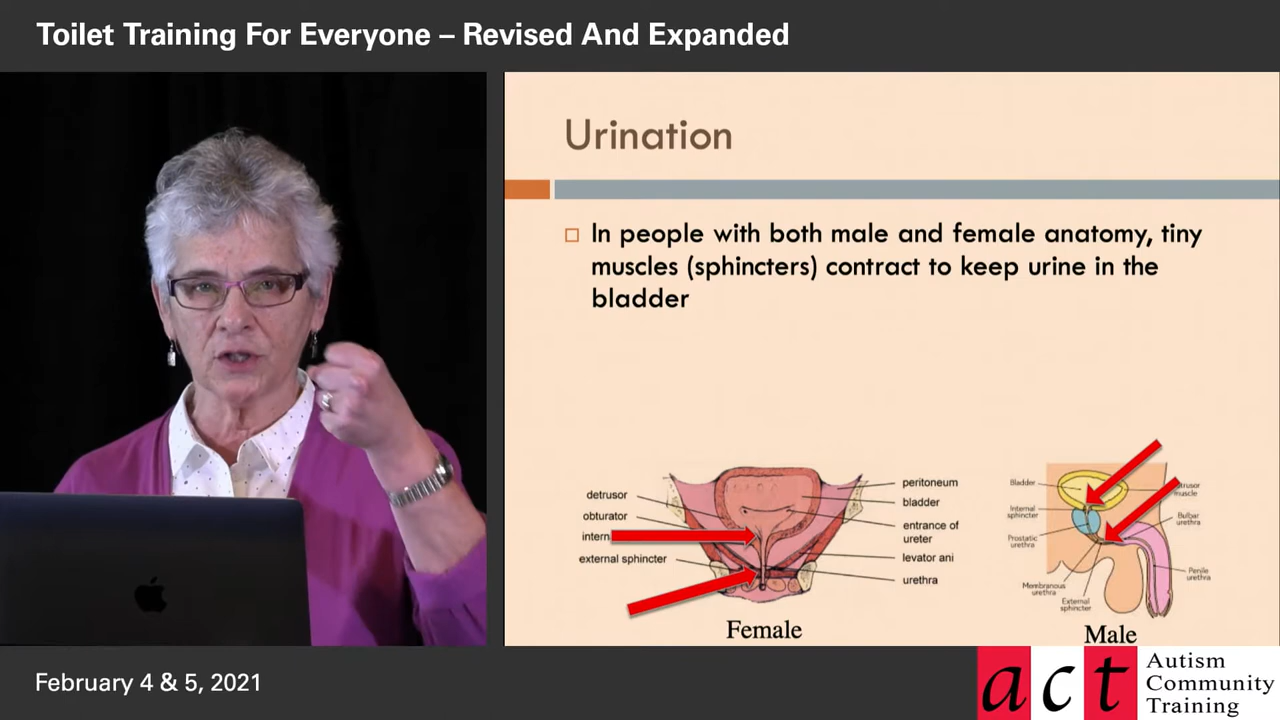 Toilet Training For Everyone – Revised And Expanded
Urination
In people with both male and female anatomy, tiny
muscles (sphincters) contract to keep urine in the
bladder
detrusor
obturator
intern
external sphincter
peritoneum
bladder
entrance of
ureter
levator ani
urethra
Female
Bladder
Internal
sphincter
Prostatic
urethra
Membranous
urethra
External
sphincter
muscle
Bulbar
urethra
Penile
urethra
Male
February 4 & 5, 2021
act
Autism
Community
Training